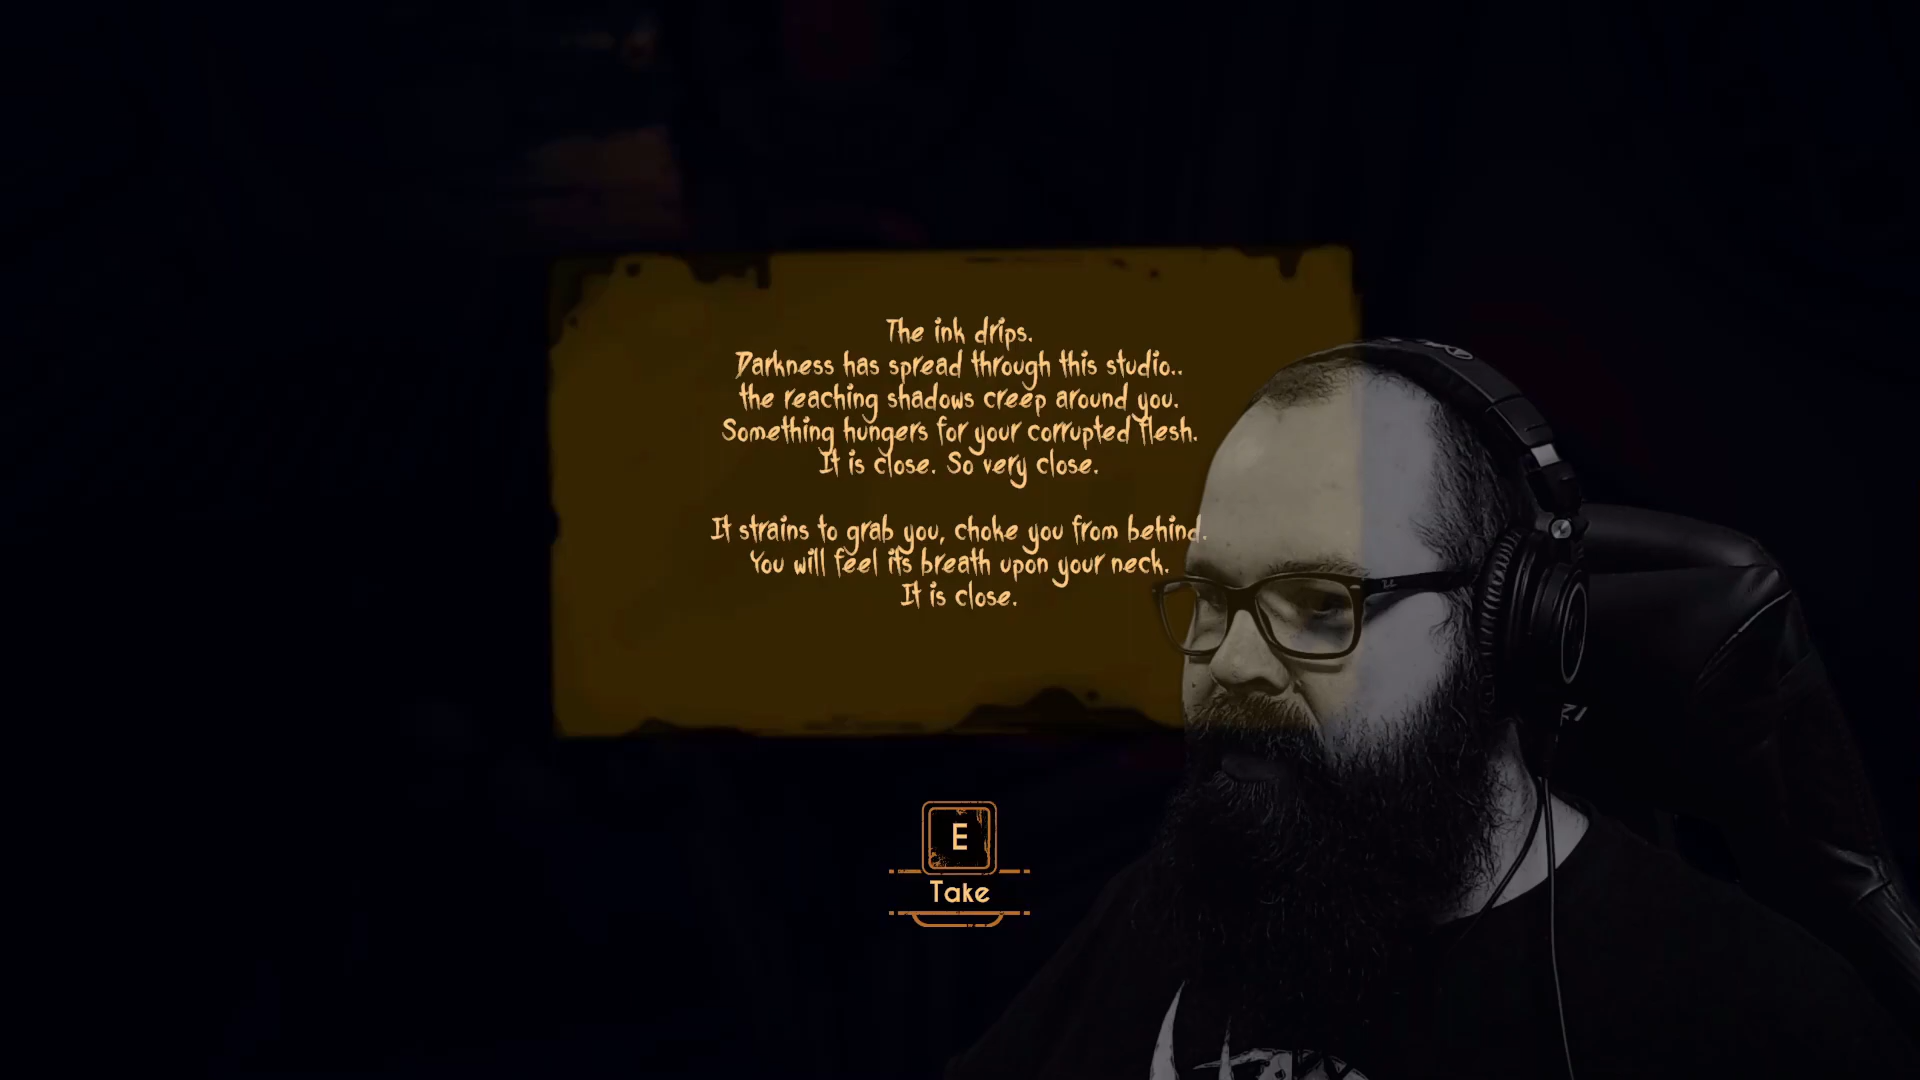 The ink drips.
Darkness has spread through this studio..
the reaching shadows creep around you.
Something hungers for your corrupted flesh.
It is close. So very close.
It strains to grab you, choke you from behind.
You will feel its breath upon your neck.
It is close.
E
Take